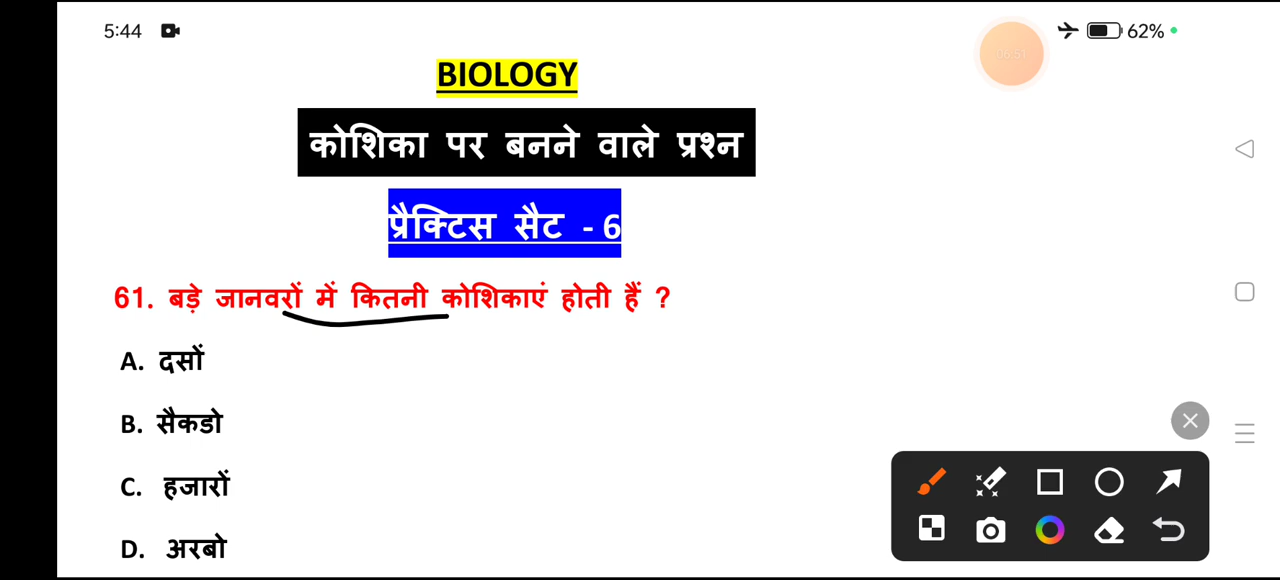 5:44
62%
BIOLOGY
कोशिका पर बनने वाले प्रश्न
प्रैक्टिस सैट - 6
61. बड़े जानवरों में कितनी कोशिकाएं होती हैं ?
A. दसों
B. सैकडो
C. हजारों
D. अरबो